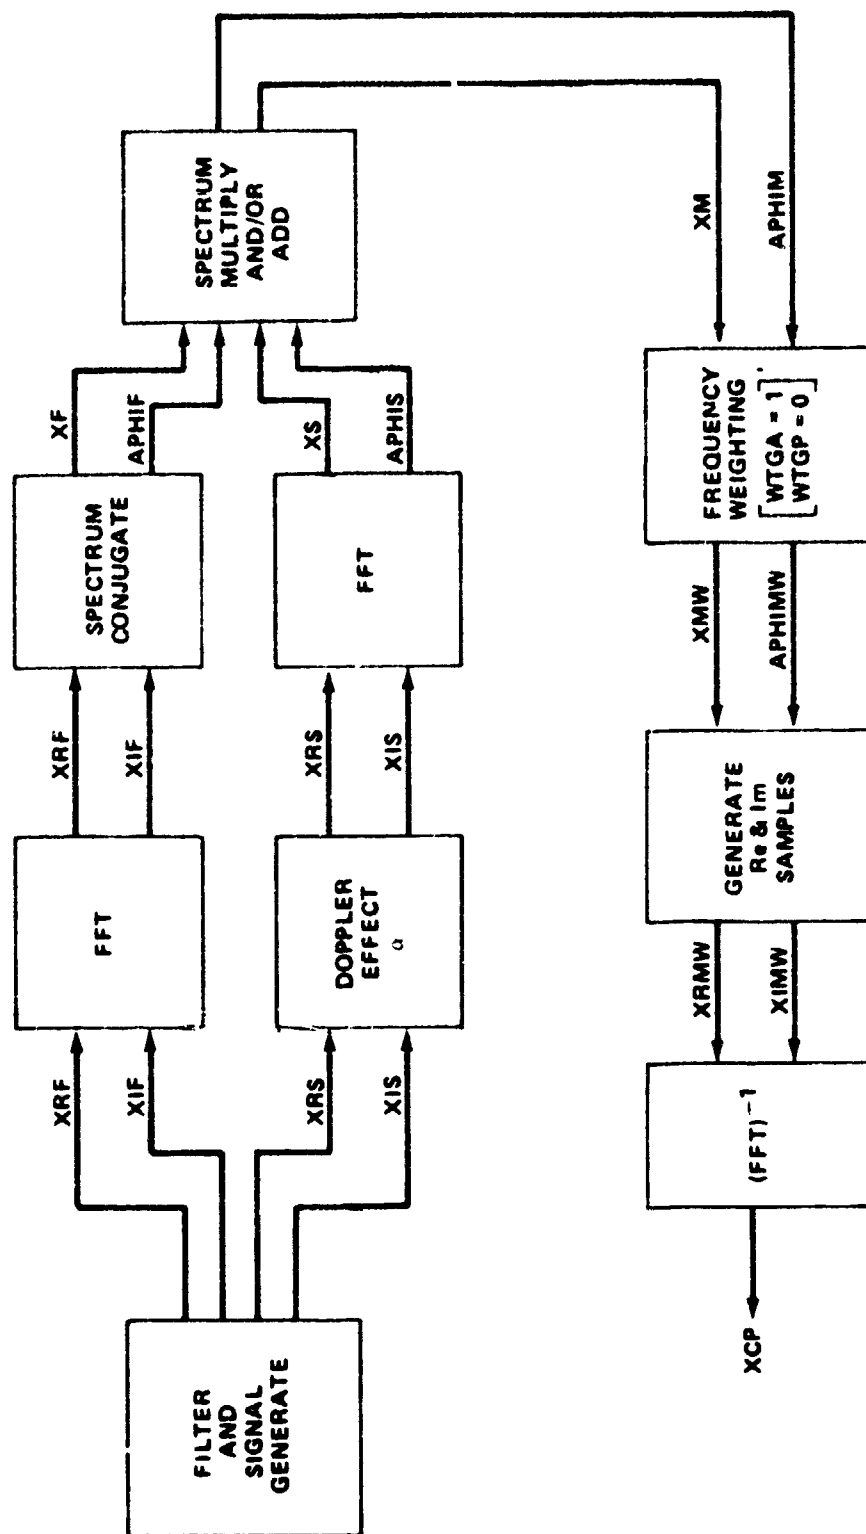 FILTER
AND
SIGNAL
GENERATE
XRF
XIF
XRS
XIS
FFT
DOPPLER
EFFECT
α
XRF
XIF
XRS
XIS
SPECTRUM
CONJUGATE
FFT
XF
APHIF
XS
APHIS
SPECTRUM
MULTIPLY
AND/OR
ADD
XM
APHIM
FREQUENCY
WEIGHTING
[WTGA = 1]
[WTGP = 0]
XMW
APHIMW
GENERATE
Re & Im
SAMPLES
XRMW
XIMW
(FFT)⁻¹
XCP